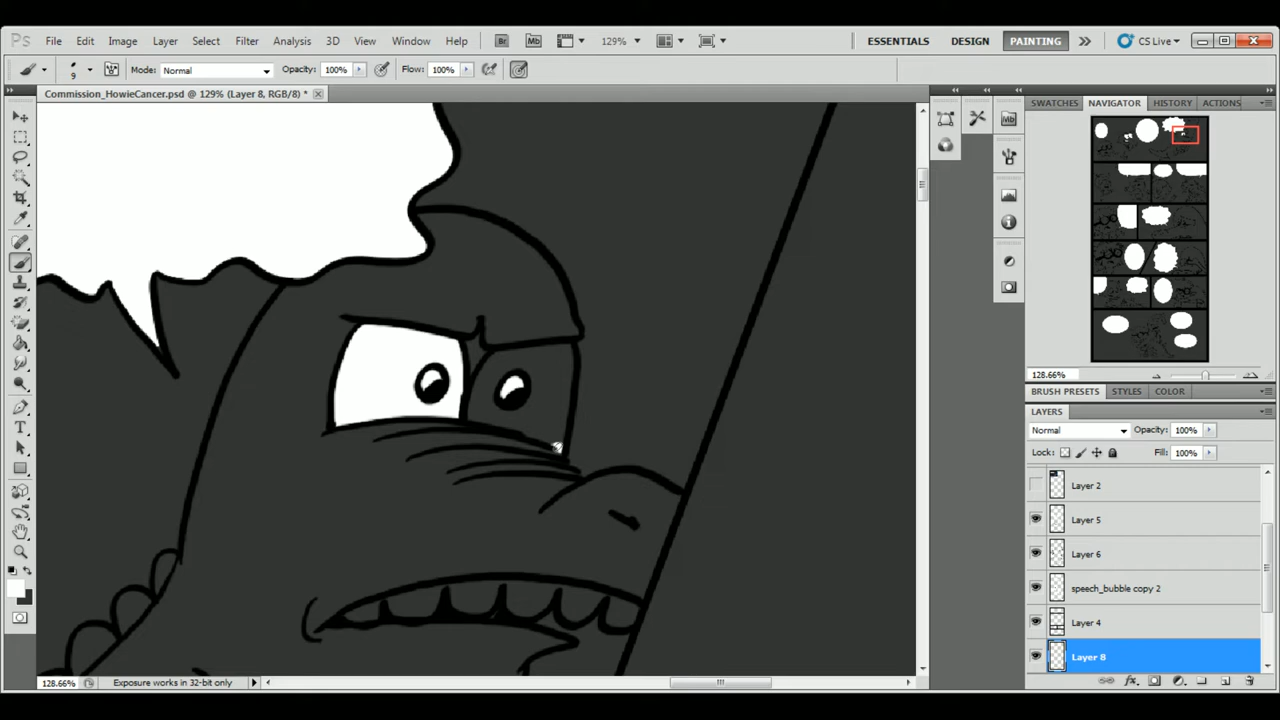 Ps File Edit Image Layer Select Filter Analysis 3D View Window Help Br Mb 129% ESSENTIALS DESIGN PAINTING CS Live
9 Mode: Normal Opacity: 100% Flow: 100%
Commission_HowieCancer.psd @ 129% (Layer 8, RGB/8) *
SWATCHES NAVIGATOR HISTORY ACTIONS
Mb
128.66%
BRUSH PRESETS STYLES COLOR
LAYERS
Normal Opacity: 100%
Lock: Fill: 100%
Layer 2
Layer 5
Layer 6
speech_bubble copy 2
Layer 4
Layer 8
128.66% Exposure works in 32-bit only